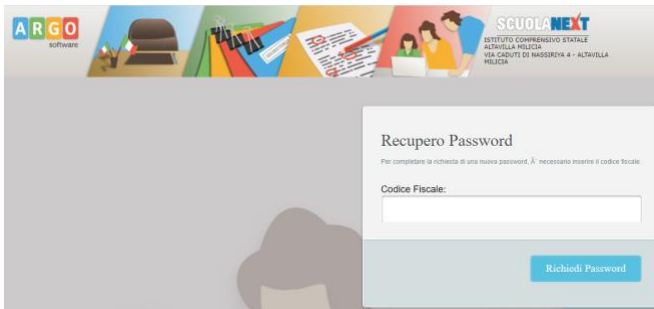 ARGO
software
SCUOLANEXT
ISTITUTO COMPRENSIVO STATALE
ALTAVILLA MILICIA
VIA CADUTI DI NASSIRIYA 4 - ALTAVILLA
MILICIA
Recupero Password
Per completare la richiesta di una nuova password, Ã¨ necessario inserire il codice fiscale.
Codice Fiscale:
Richiedi Password